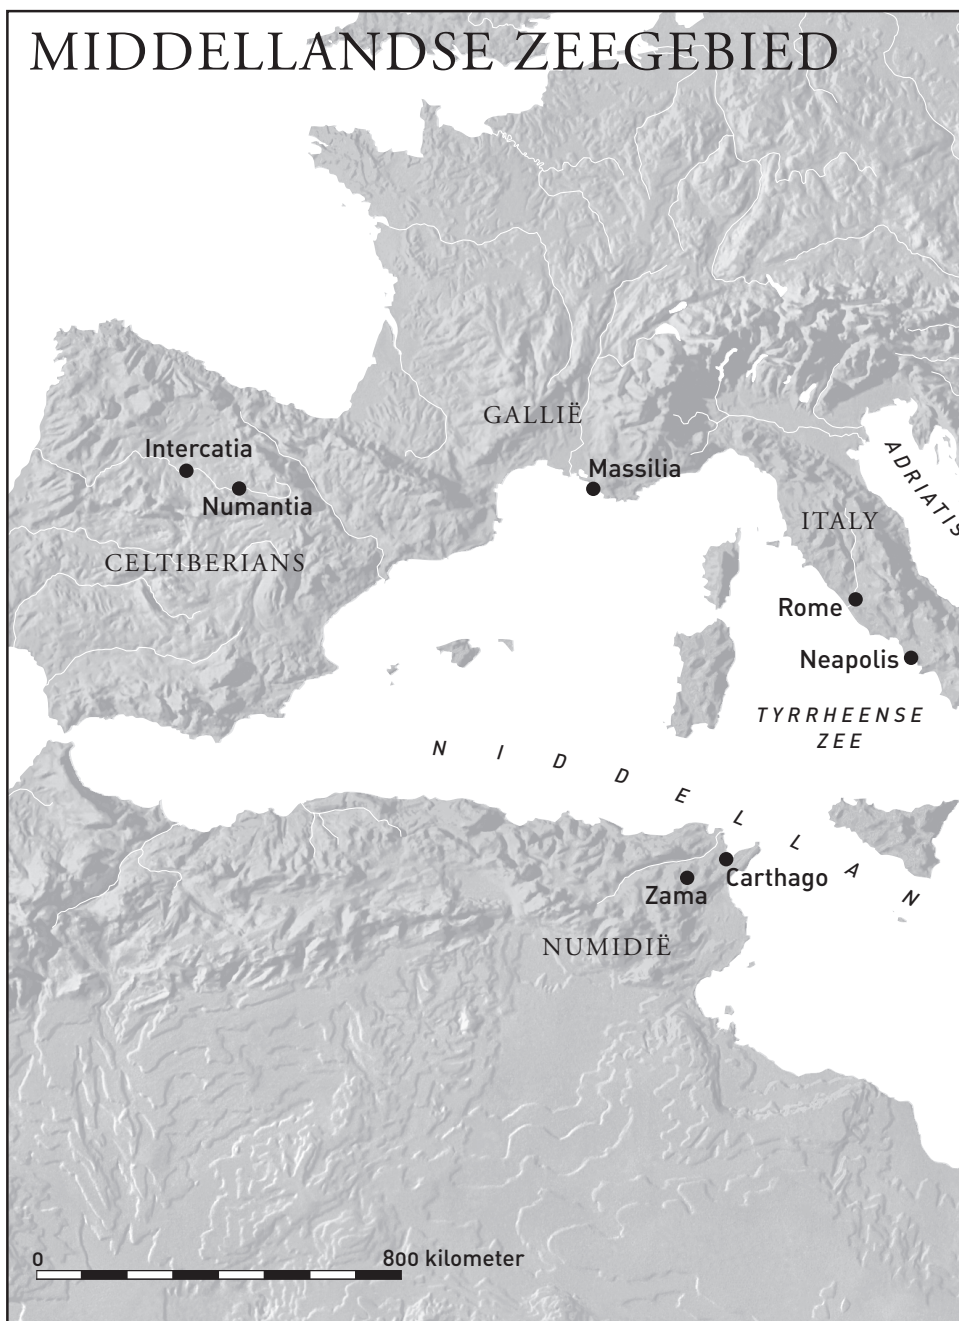 MIDDELLANDSE ZEEGEBIED
GALLIË
ADRIATIS
Intercatia
Massilia
Numantia
ITALY
CELTIBERIANS
Rome
Neapolis
TYRRHEENSE
ZEE
NIDDELLAN
Carthago
Zama
NUMIDIË
0 800 kilometer